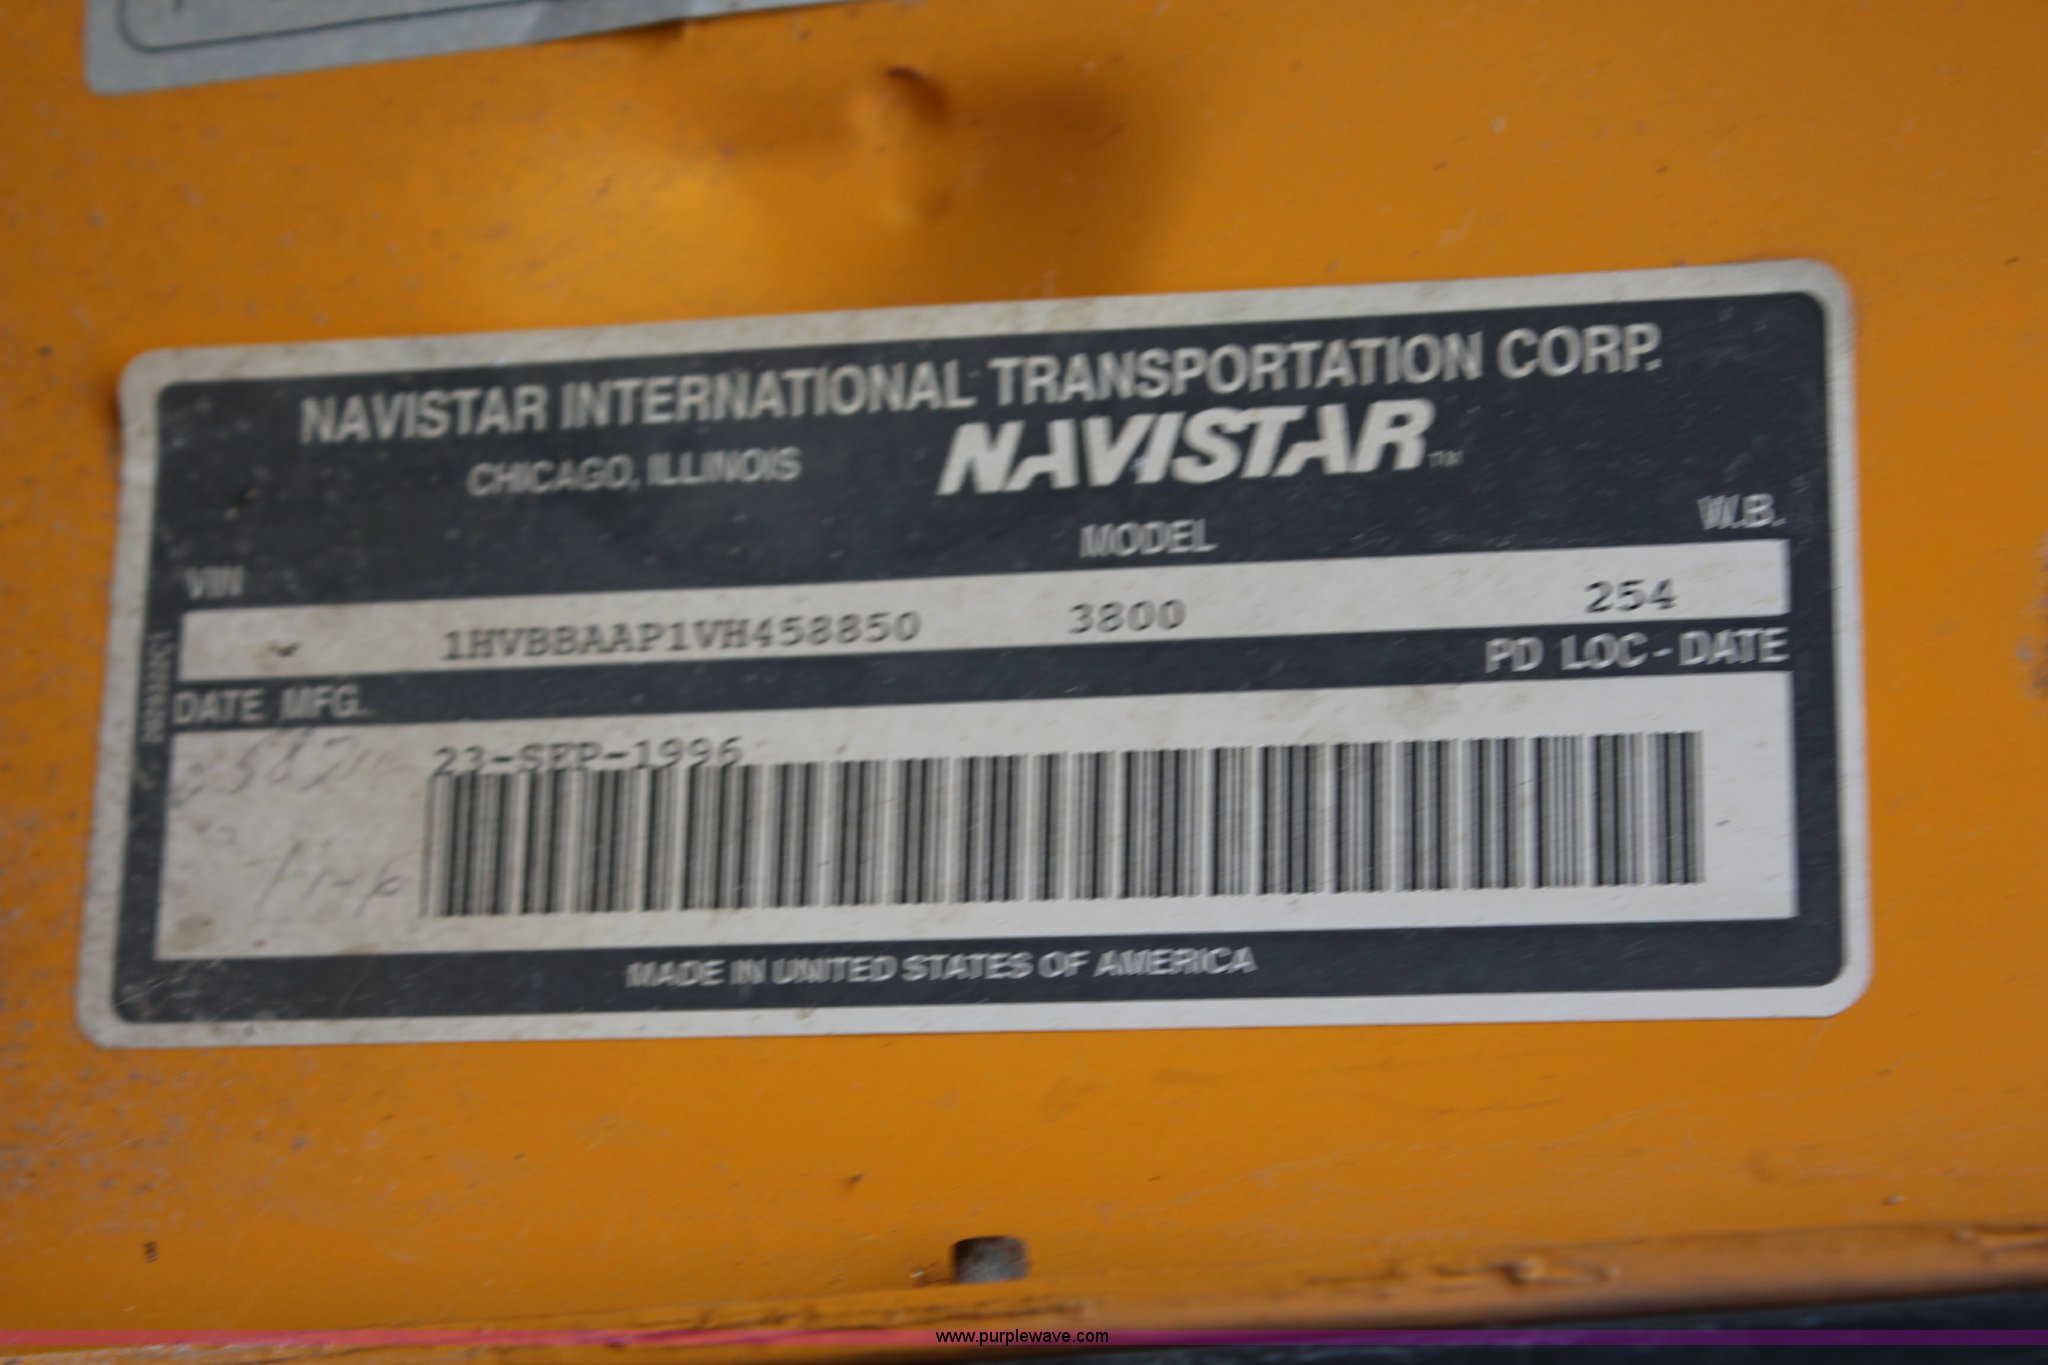 NAVISTAR INTERNATIONAL TRANSPORTATION CORP.
CHICAGO, ILLINOIS NAVISTAR™
VIN MODEL W.B.
1HVBBAAP1VH458850 3800 254
DATE MFG. PD LOC-DATE
23-SEP-1996
MADE IN UNITED STATES OF AMERICA
www.purplewave.com